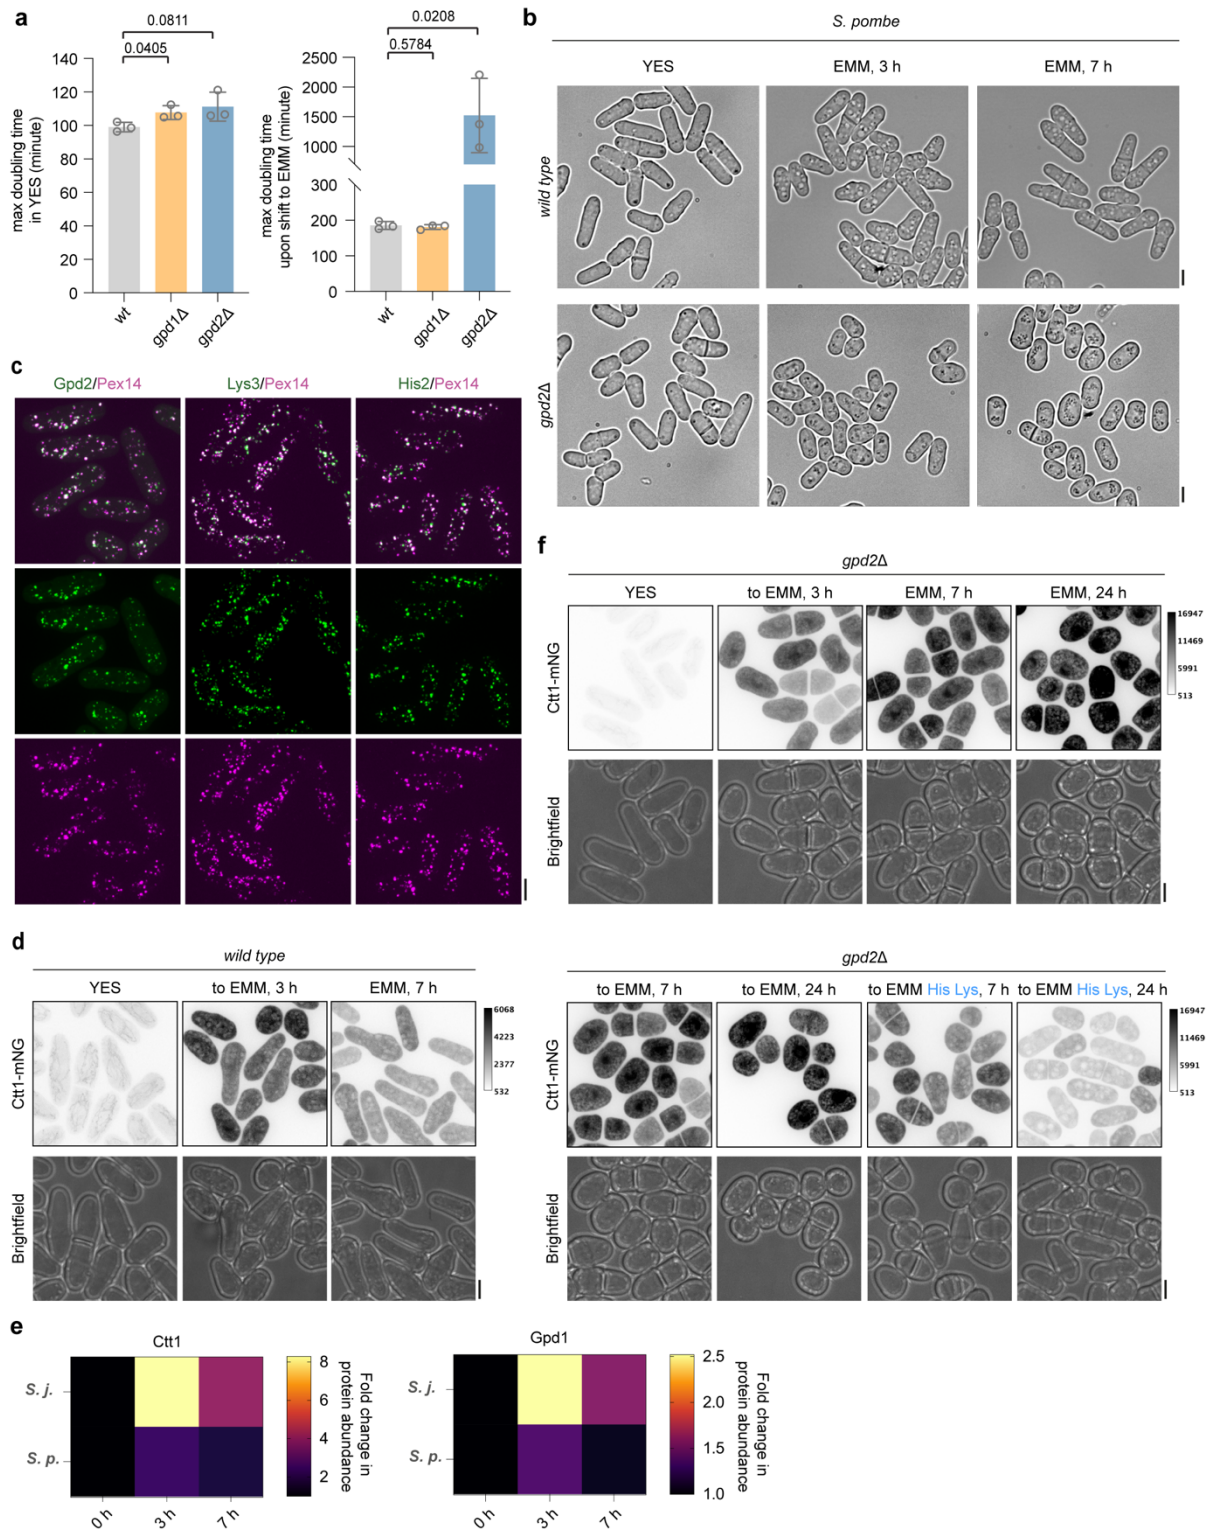 a
0.0811
0.0405
140
120
100
80
60
40
20
0
max doubling time
in YES (minute)
wt
gpd1Δ
gpd2Δ
0.0208
0.5784
2500
2000
1500
1000
300
200
100
0
max doubling time
upon shift to EMM (minute)
wt
gpd1Δ
gpd2Δ
b
S. pombe
YES
EMM, 3 h
EMM, 7 h
wild type
gpd2Δ
c
Gpd2/Pex14
Lys3/Pex14
His2/Pex14
f
gpd2Δ
YES
to EMM, 3 h
EMM, 7 h
EMM, 24 h
Ctt1-mNG
16947
11469
5991
513
Brightfield
d
wild type
YES
to EMM, 3 h
EMM, 7 h
Ctt1-mNG
6068
4223
2377
532
Brightfield
gpd2Δ
to EMM, 7 h
to EMM, 24 h
to EMM His Lys, 7 h
to EMM His Lys, 24 h
Ctt1-mNG
16947
11469
5991
513
Brightfield
e
Ctt1
S. j.
S. p.
0 h
3 h
7 h
8
6
4
2
Fold change in
protein abundance
Gpd1
S. j.
S. p.
0 h
3 h
7 h
2.5
2.0
1.5
1.0
Fold change in
protein abundance